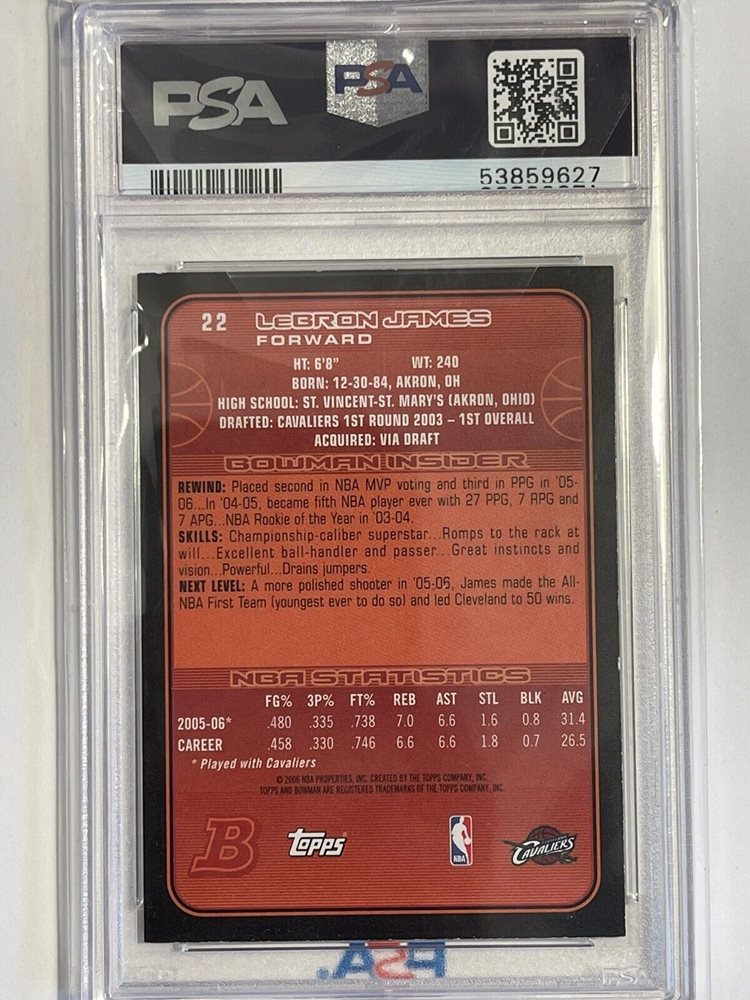 PSA
PSA
53859627
22 LeBRON JAMES
FORWARD
HT: 6'8" WT: 240
BORN: 12-30-84, AKRON, OH
HIGH SCHOOL: ST. VINCENT-ST. MARY'S (AKRON, OHIO)
DRAFTED: CAVALIERS 1ST ROUND 2003 – 1ST OVERALL
ACQUIRED: VIA DRAFT
BOWMAN INSIDER
REWIND: Placed second in NBA MVP voting and third in PPG in '05-
06...In '04-05, became fifth NBA player ever with 27 PPG, 7 RPG and
7 APG...NBA Rookie of the Year in '03-04.
SKILLS: Championship-caliber superstar...Romps to the rack at
will...Excellent ball-handler and passer...Great instincts and
vision...Powerful...Drains jumpers.
NEXT LEVEL: A more polished shooter in '05-06, James made the All-
NBA First Team (youngest ever to do so) and led Cleveland to 50 wins.
NBA STATISTICS
FG% 3P% FT% REB AST STL BLK AVG
2005-06* .480 .335 .738 7.0 6.6 1.6 0.8 31.4
CAREER .458 .330 .746 6.6 6.6 1.8 0.7 26.5
* Played with Cavaliers
© 2006 NBA PROPERTIES, INC. CREATED BY THE TOPPS COMPANY, INC.
TOPPS AND BOWMAN ARE REGISTERED TRADEMARKS OF THE TOPPS COMPANY, INC.
B topps NBA CAVALIERS
PSA